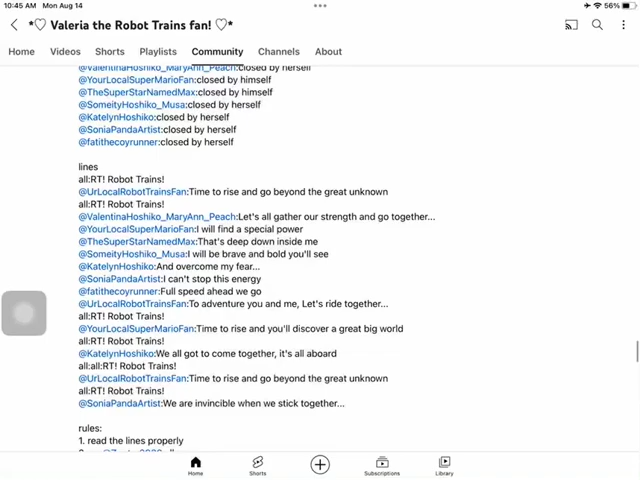 10:45 AM Mon Aug 14
56%
*♡ Valeria the Robot Trains fan! ♡*
Home Videos Shorts Playlists Community Channels About
@ValentinaHoshiko_MaryAnn_Peach:closed by herself
@YourLocalSuperMarioFan:closed by himself
@TheSuperStarNamedMax:closed by himself
@SomeityHoshiko_Musa:closed by herself
@KatelynHoshiko:closed by herself
@SoniaPandaArtist:closed by herself
@fatithecoyrunner:closed by herself
lines
all:RT! Robot Trains!
@UrLocalRobotTrainsFan:Time to rise and go beyond the great unknown
all:RT! Robot Trains!
@ValentinaHoshiko_MaryAnn_Peach:Let's all gather our strength and go together...
@YourLocalSuperMarioFan:I will find a special power
@TheSuperStarNamedMax:That's deep down inside me
@SomeityHoshiko_Musa:I will be brave and bold you'll see
@KatelynHoshiko:And overcome my fear...
@SoniaPandaArtist:I can't stop this energy
@fatithecoyrunner:Full speed ahead we go
@UrLocalRobotTrainsFan:To adventure you and me, Let's ride together...
all:RT! Robot Trains!
@YourLocalSuperMarioFan:Time to rise and you'll discover a great big world
all:RT! Robot Trains!
@KatelynHoshiko:We all got to come together, it's all aboard
all:all:RT! Robot Trains!
@UrLocalRobotTrainsFan:Time to rise and go beyond the great unknown
all:RT! Robot Trains!
@SoniaPandaArtist:We are invincible when we stick together...
rules:
1. read the lines properly
Home Shorts Subscriptions Library